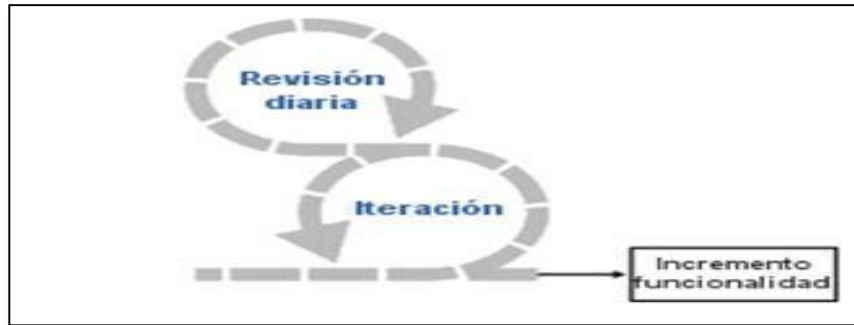 Revisión
diaria
Iteración
Incremento
funcionalidad